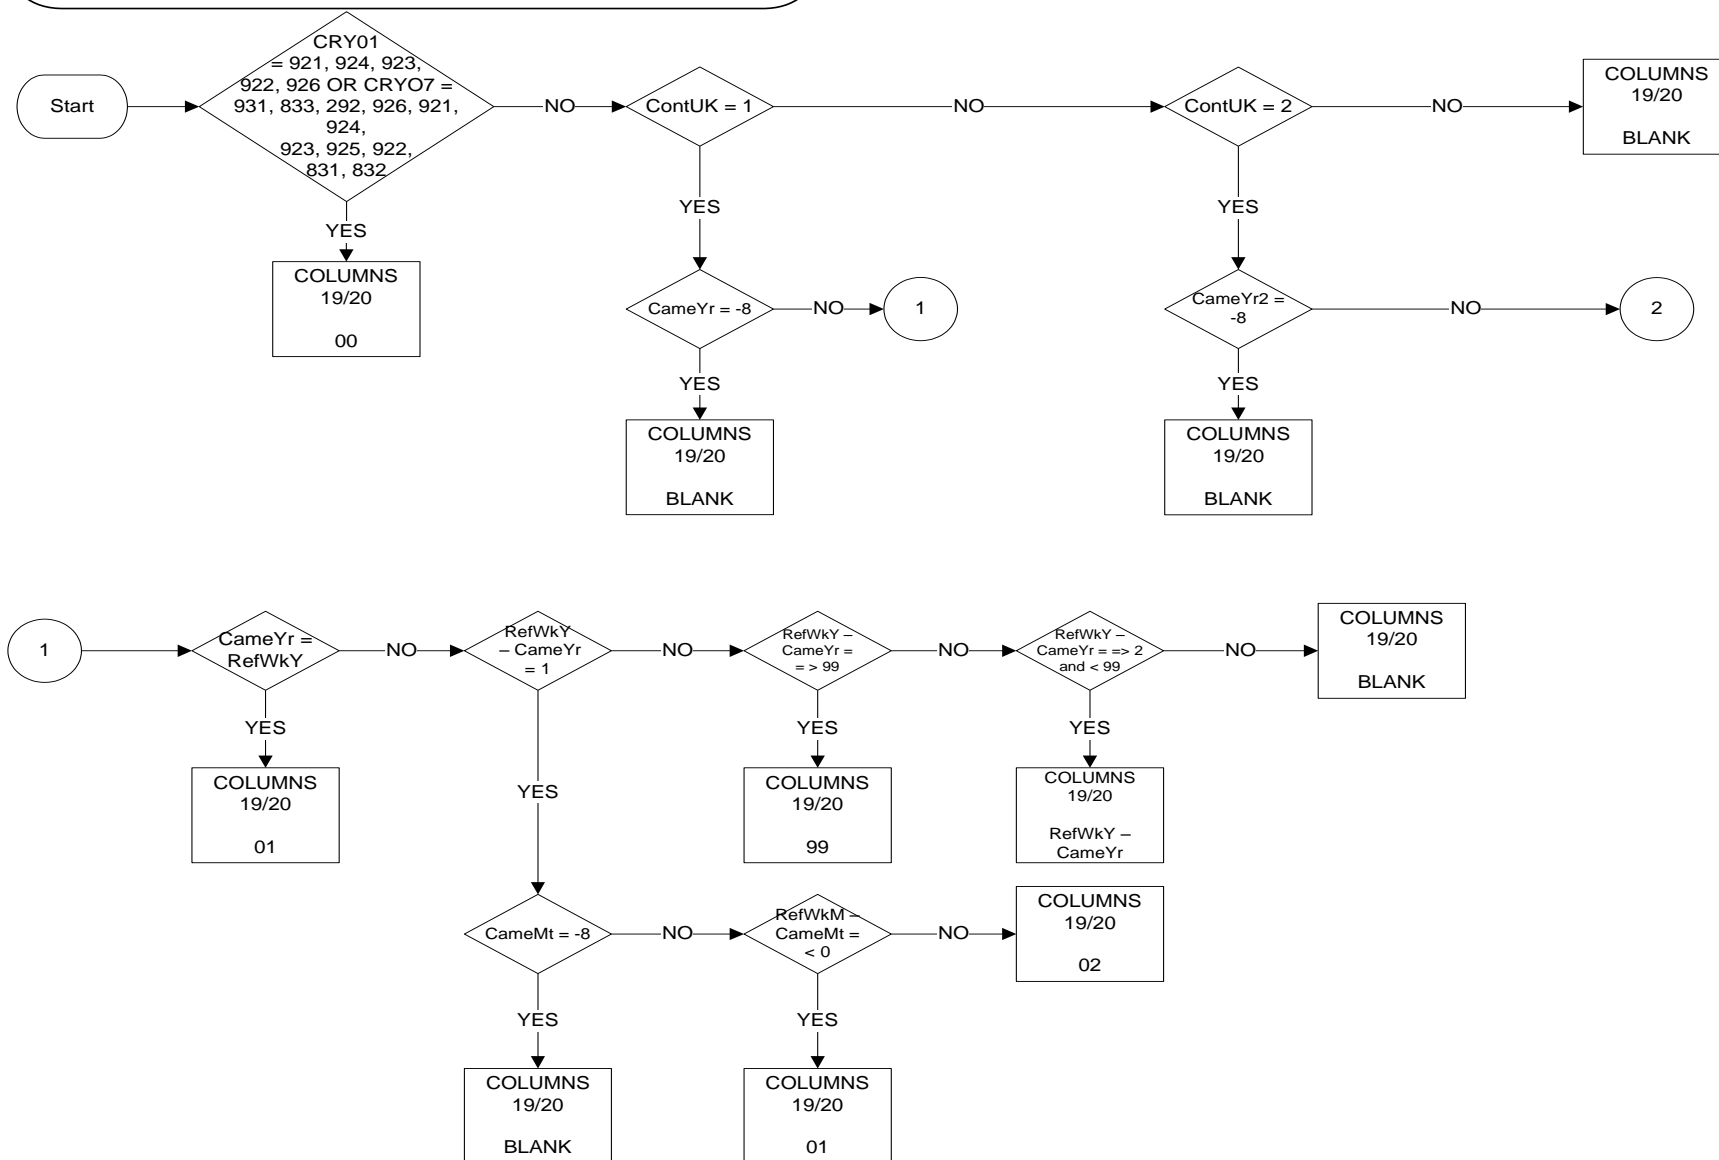 Start
CRY01
= 921, 924, 923,
922, 926 OR CRYO7 =
931, 833, 292, 926, 921,
924,
923, 925, 922,
831, 832
NO
ContUK = 1
NO
ContUK = 2
NO
COLUMNS
19/20
BLANK
YES
COLUMNS
19/20
00
YES
YES
CameYr = -8
NO
1
CameYr2 =
-8
NO
2
YES
COLUMNS
19/20
BLANK
YES
COLUMNS
19/20
BLANK
1
CameYr =
RefWkY
NO
RefWkY
– CameYr
= 1
NO
RefWkY –
CameYr =
= > 99
NO
RefWkY –
CameYr = => 2
and < 99
NO
COLUMNS
19/20
BLANK
YES
COLUMNS
19/20
01
YES
YES
COLUMNS
19/20
99
YES
COLUMNS
19/20
RefWkY –
CameYr
CameMt = -8
NO
RefWkM –
CameMt =
< 0
NO
COLUMNS
19/20
02
YES
COLUMNS
19/20
BLANK
YES
COLUMNS
19/20
01